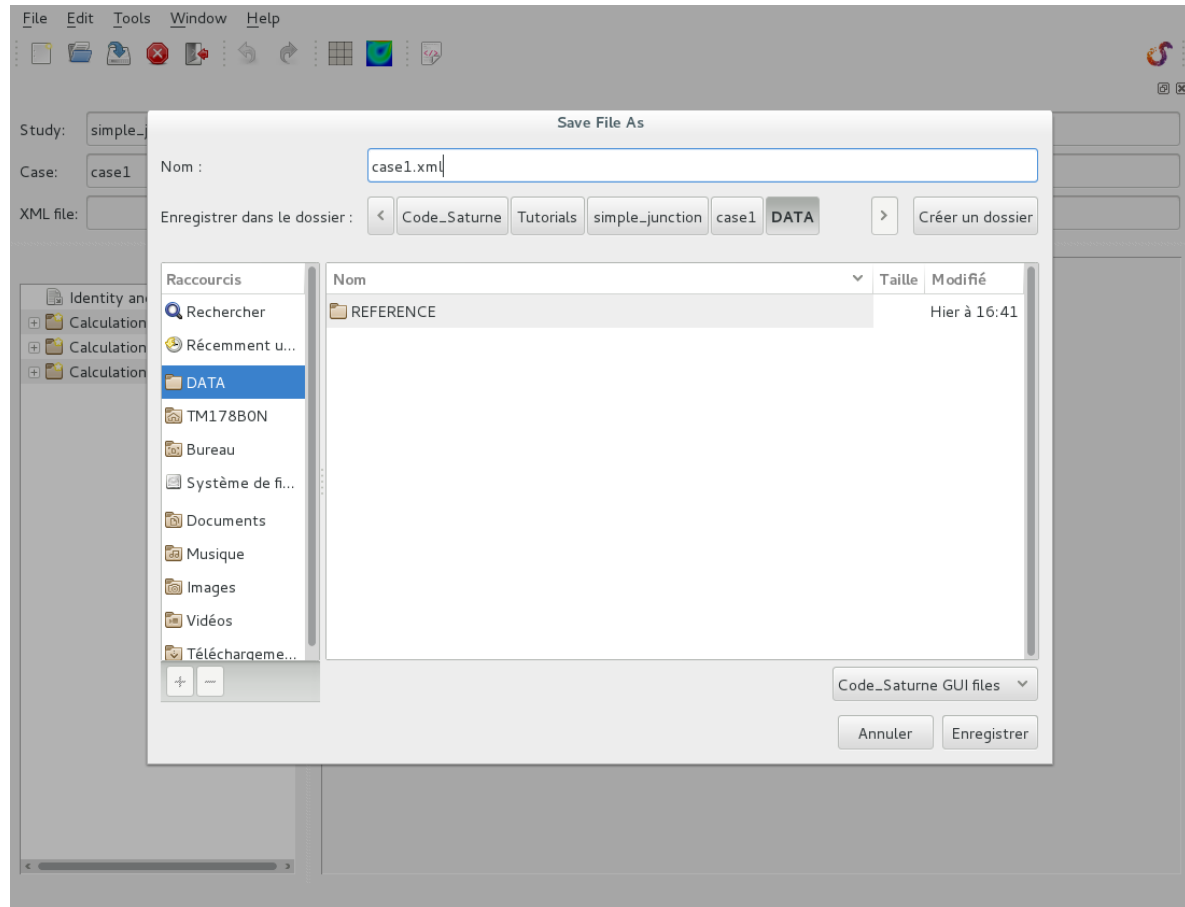 File Edit Tools Window Help
Save File As
Study: simple_j
Nom : case1.xml
Case: case1
XML file:
Enregistrer dans le dossier : < Code_Saturne Tutorials simple_junction case1 DATA > Créer un dossier
Raccourcis Nom Taille Modifié
Identity an
Rechercher REFERENCE Hier à 16:41
Calculation
Récemment u...
Calculation
Calculation
DATA
TM178B0N
Bureau
Système de fi...
Documents
Musique
Images
Vidéos
Téléchargeme...
Code_Saturne GUI files
Annuler Enregistrer